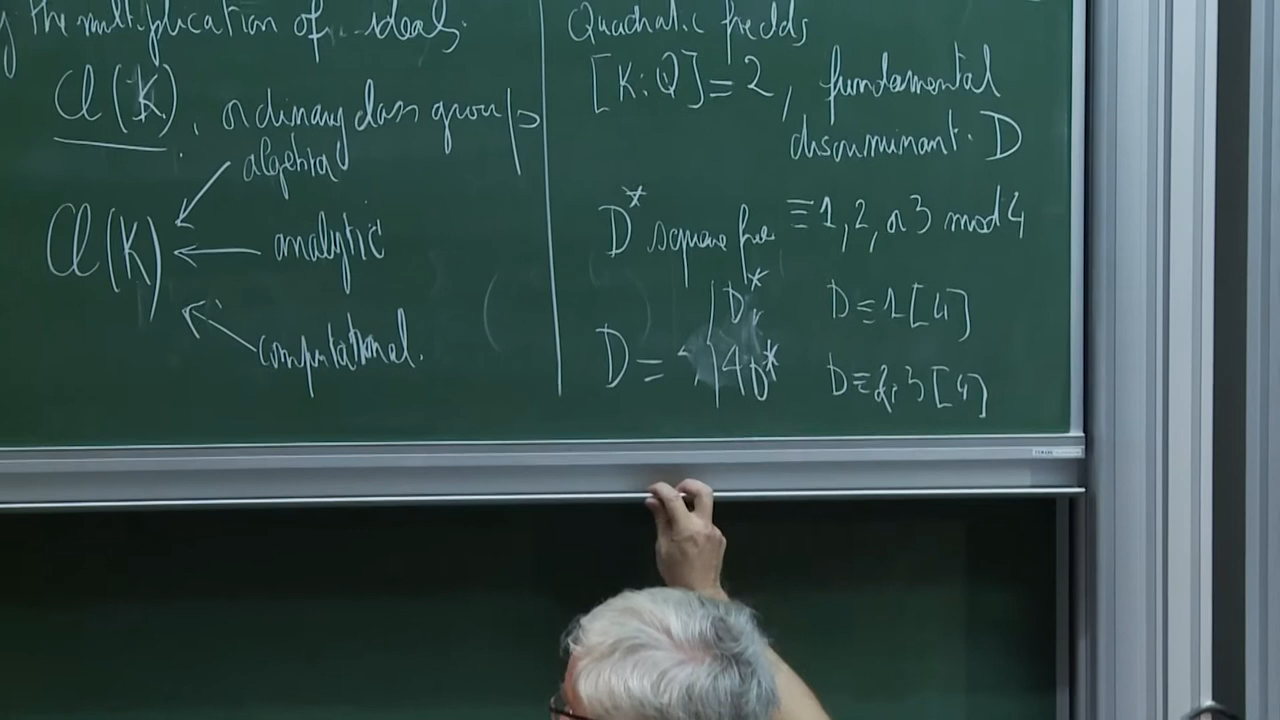 the multiplication of ideals.
Cl(K), ordinary class group
algebra
Cl(K)
analytic
computational.
Quadratic fields
[K:Q]=2, fundamental
discriminant. D
D* square free ≡1,2, or 3 mod 4
D = | D* D≡1[4]
| 4D* D≡2,3[4]